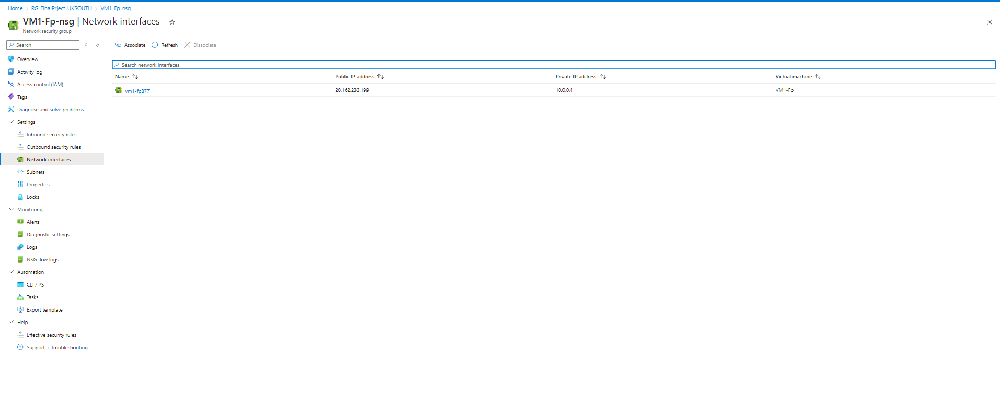 Home > RG-FinalPrject-UKSOUTH > VM1-Fp-nsg
VM1-Fp-nsg | Network interfaces
Network security group
Search
Associate Refresh Dissociate
Overview
Activity log
Access control (IAM)
Tags
Diagnose and solve problems
Settings
Inbound security rules
Outbound security rules
Network interfaces
Subnets
Properties
Locks
Monitoring
Alerts
Diagnostic settings
Logs
NSG flow logs
Automation
CLI / PS
Tasks
Export template
Help
Effective security rules
Support + Troubleshooting
Search network interfaces
Name Public IP address Private IP address Virtual machine
vm1-fp877 20.162.233.199 10.0.0.4 VM1-Fp